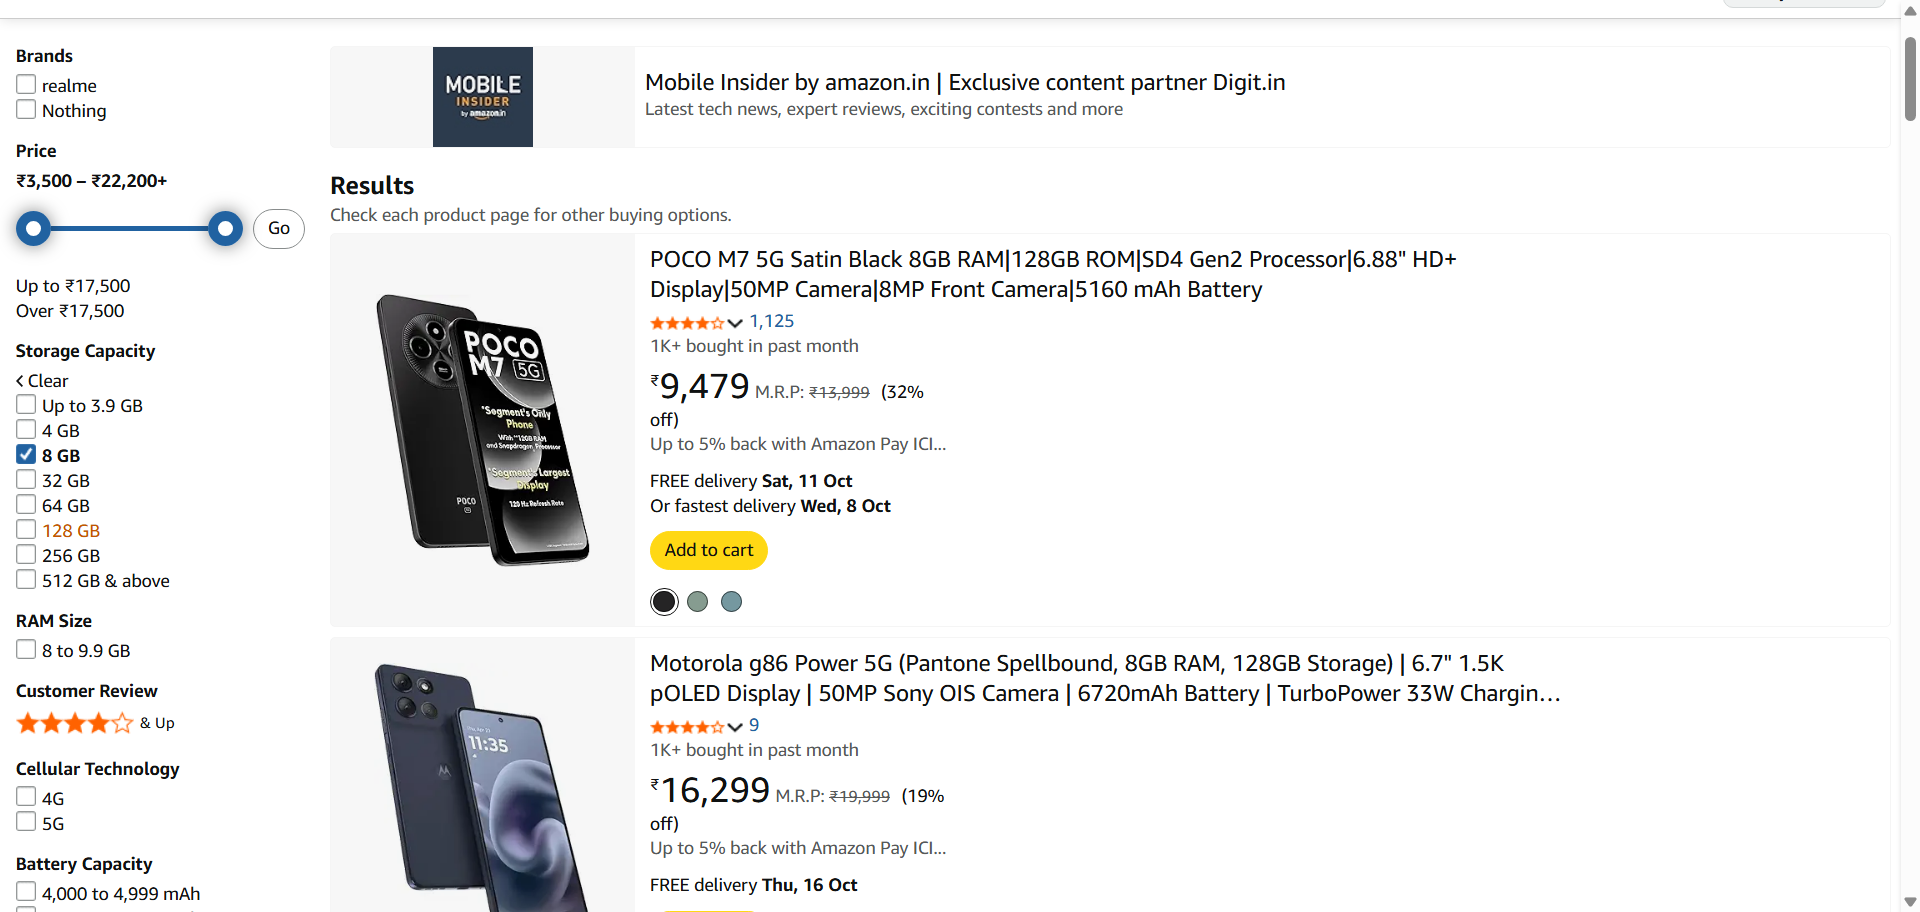 Brands
realme
Nothing
Price
₹3,500 – ₹22,200+
Go
Up to ₹17,500
Over ₹17,500
Storage Capacity
Clear
Up to 3.9 GB
4 GB
8 GB
32 GB
64 GB
128 GB
256 GB
512 GB & above
RAM Size
8 to 9.9 GB
Customer Review
& Up
Cellular Technology
4G
5G
Battery Capacity
4,000 to 4,999 mAh
MOBILE
INSIDER
by amazon.in
Mobile Insider by amazon.in | Exclusive content partner Digit.in
Latest tech news, expert reviews, exciting contests and more
Results
Check each product page for other buying options.
POCO
M7 5G
"Segment's Only
Phone
With "12GB RAM
and Snapdragon Processor
"Segment's Largest
Display
120 Hz Refresh Rate
POCO
POCO M7 5G Satin Black 8GB RAM|128GB ROM|SD4 Gen2 Processor|6.88" HD+
Display|50MP Camera|8MP Front Camera|5160 mAh Battery
1,125
1K+ bought in past month
₹9,479 M.R.P: ₹13,999 (32%
off)
Up to 5% back with Amazon Pay ICI...
FREE delivery Sat, 11 Oct
Or fastest delivery Wed, 8 Oct
Add to cart
11:35
Motorola g86 Power 5G (Pantone Spellbound, 8GB RAM, 128GB Storage) | 6.7" 1.5K
pOLED Display | 50MP Sony OIS Camera | 6720mAh Battery | TurboPower 33W Chargin…
9
1K+ bought in past month
₹16,299 M.R.P: ₹19,999 (19%
off)
Up to 5% back with Amazon Pay ICI...
FREE delivery Thu, 16 Oct